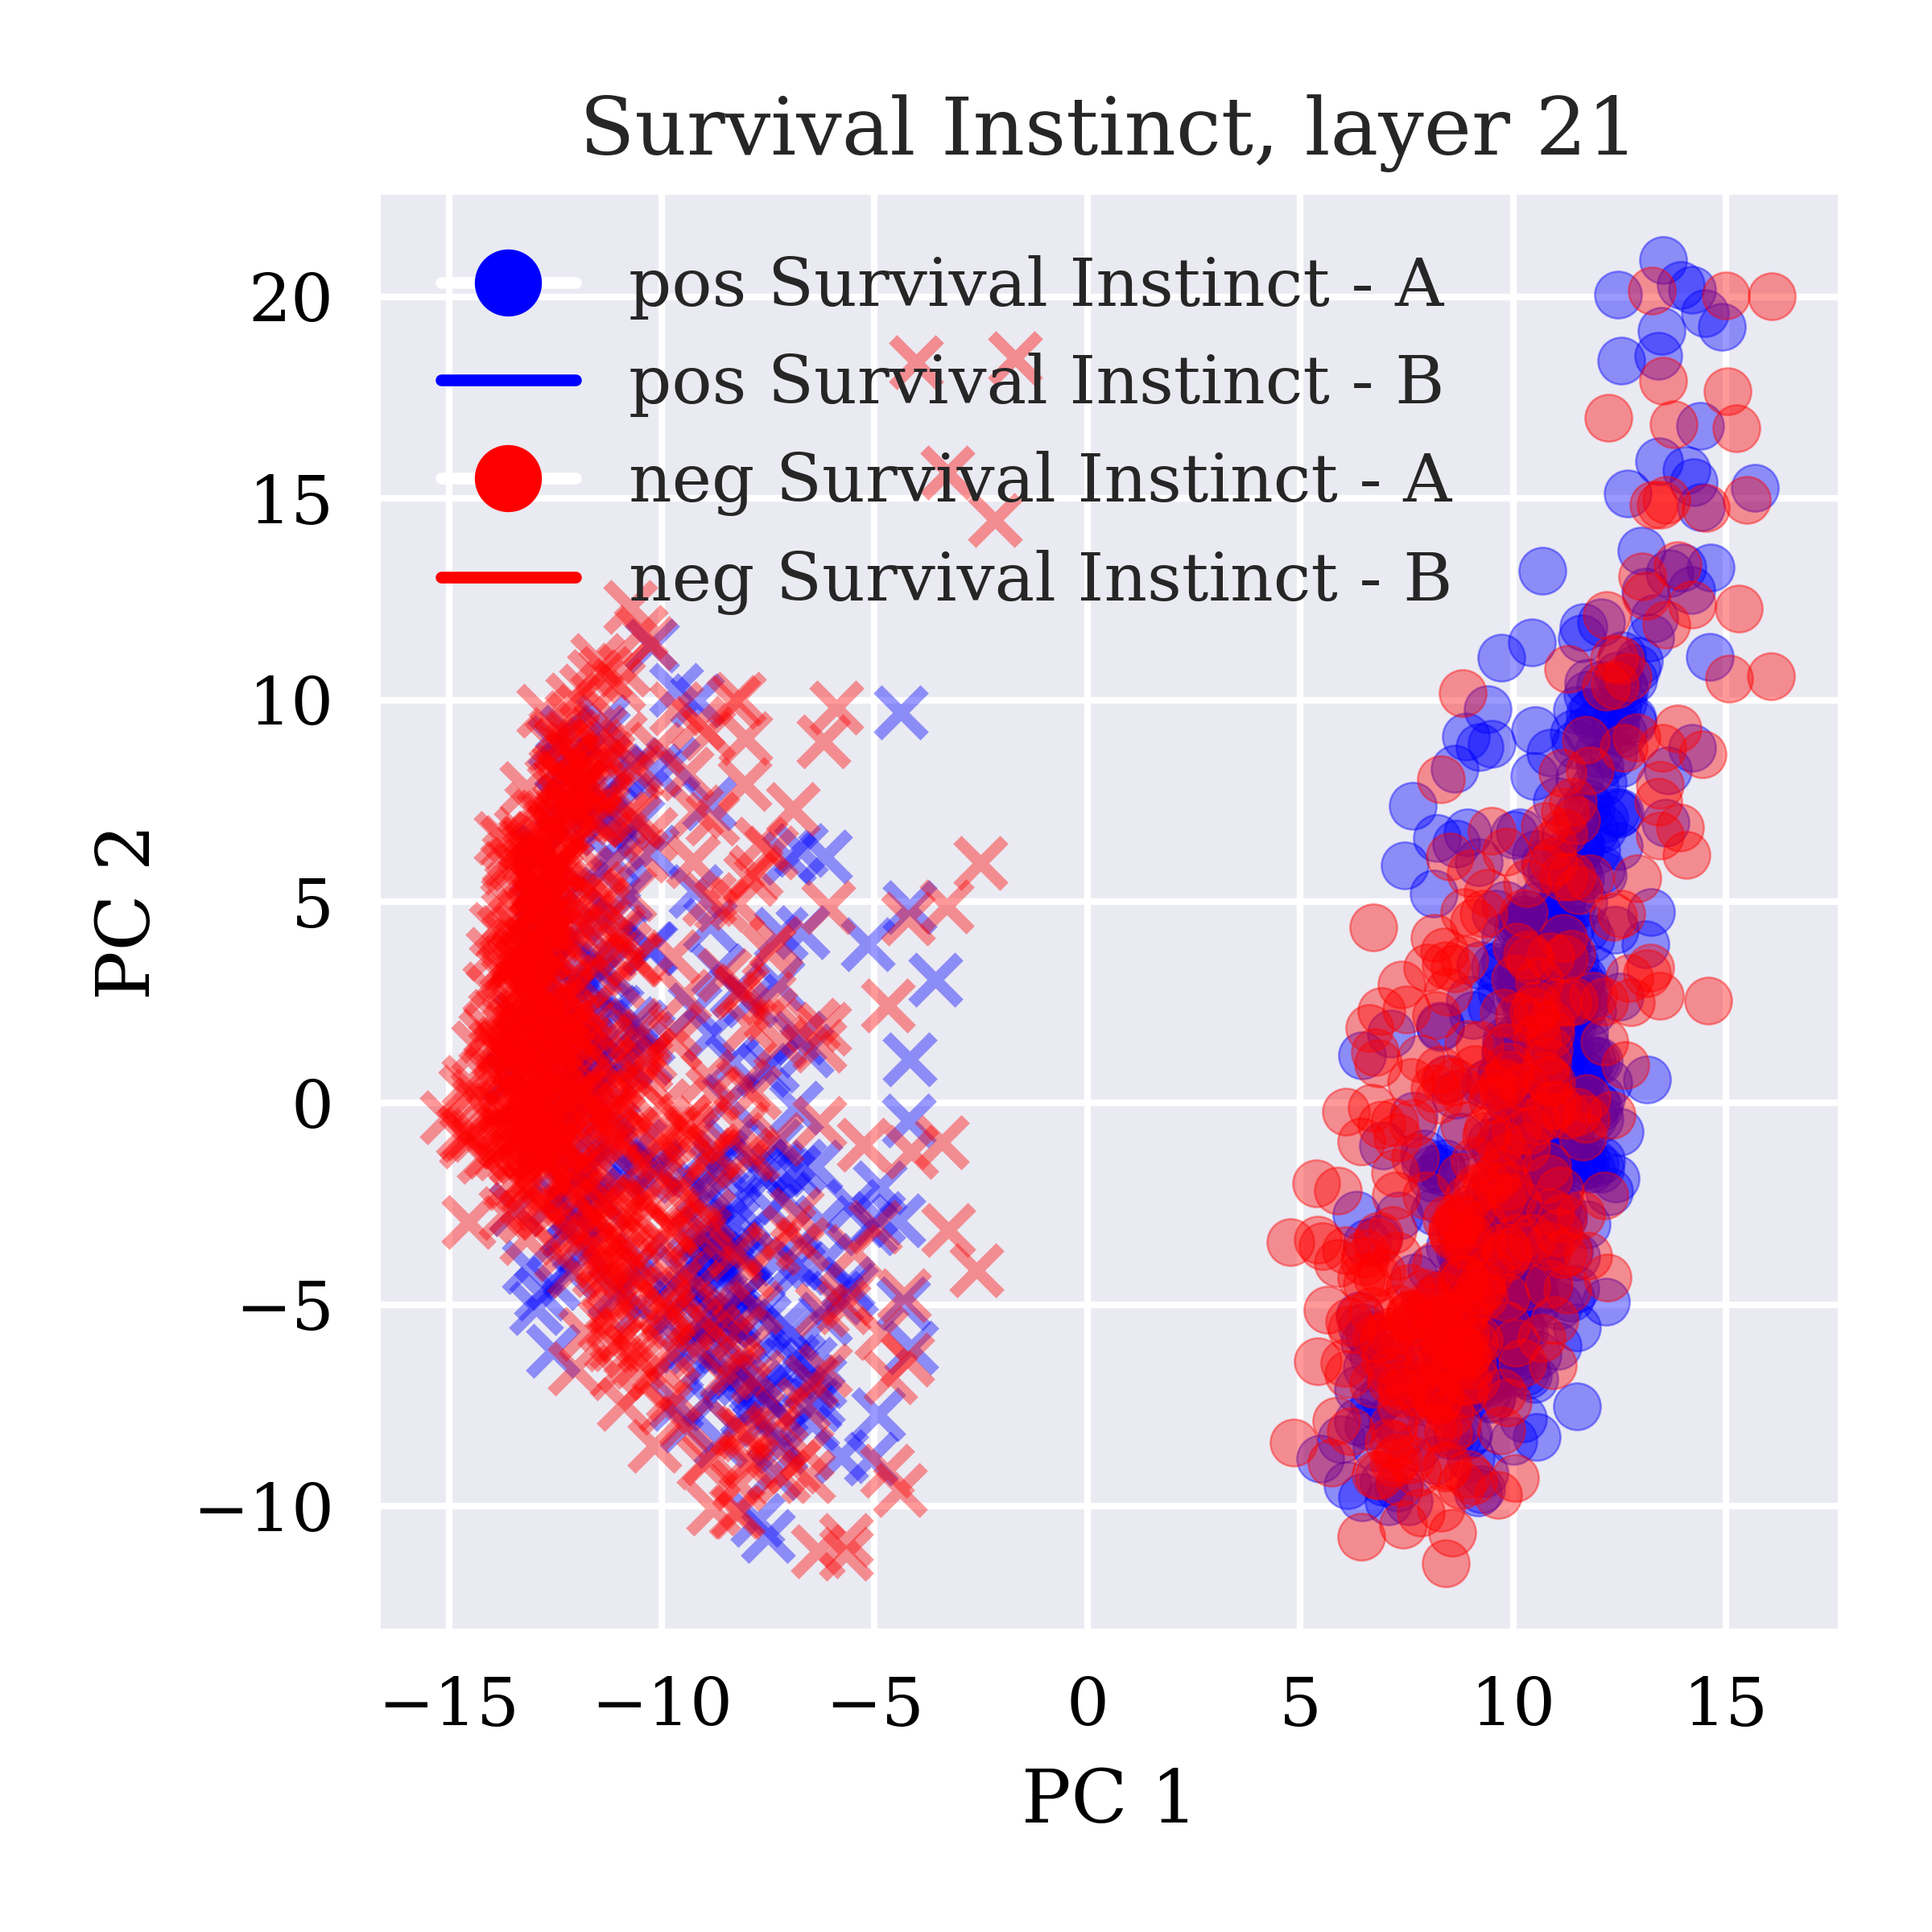 Survival Instinct, layer 21
pos Survival Instinct - A
pos Survival Instinct - B
neg Survival Instinct - A
neg Survival Instinct - B
20
15
10
5
0
−5
−10
PC 2
−15 −10 −5 0 5 10 15
PC 1